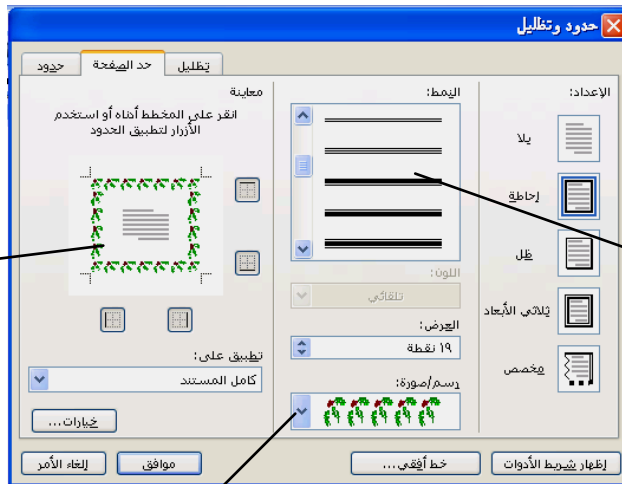 حدود وتظليل
حدود
حد الصفحة
تظليل
الإعداد:
بلا
إحاطة
ظل
ثلاثي الأبعاد
مخصص
النمط:
اللون:
تلقائي
العرض:
١٩ نقطة
رسم/صورة:
معاينة
انقر على المخطط أدناه أو استخدم
الأزرار لتطبيق الحدود
تطبيق على:
كامل المستند
خيارات...
إظهار شريط الأدوات
خط أفقي...
موافق
إلغاء الأمر